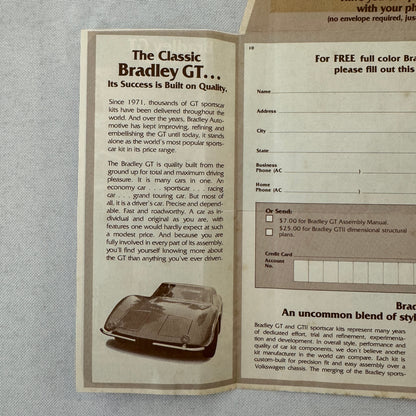 The Classic
Bradley GT...
Its Success is Built on Quality.
Since 1971, thousands of GT sportscar
kits have been delivered throughout the
world. And over the years, Bradley Auto-
motive has kept improving, refining and
embellishing the GT until today, it stands
alone as the world's most popular sports-
car kit in its price range.
The Bradley GT is quality built from the
ground up for total and maximum driving
pleasure. It is many cars in one. An
economy car . . . sportscar . . . racing
car . . . grand touring car. But most of
all, it is a driver's car. Precise and depend-
able. Fast and roadworthy. A car as in-
dividual and original as you are, with
features one would hardly expect at such
a modest price. And because you are
fully involved in every part of its assembly,
you'll find yourself knowing more about
the GT than anything you've ever driven.
with your ph
(no envelope required, jus
10
For FREE full color Bra
please fill out this
Name
Address
City
State
Business
Phone (AC )
Home
Phone (AC )
Or Send:
$7.00 for Bradley GT Assembly Manual.
$25.00 for Bradley GTII dimensional structural
plans.
Credit Card
Account
No.
Brac
An uncommon blend of styl
Bradley GT and GTII sportscar kits represent many years
of dedicated effort, trial and refinement, experimenta-
tion and development. In overall style, performance and
quality of car kit components, we don't believe another
kit manufacturer in the world can compare. Each kit is
custom-built for precision fit and easy assembly over a
Volkswagen chassis. The merging of the Bradley sports-